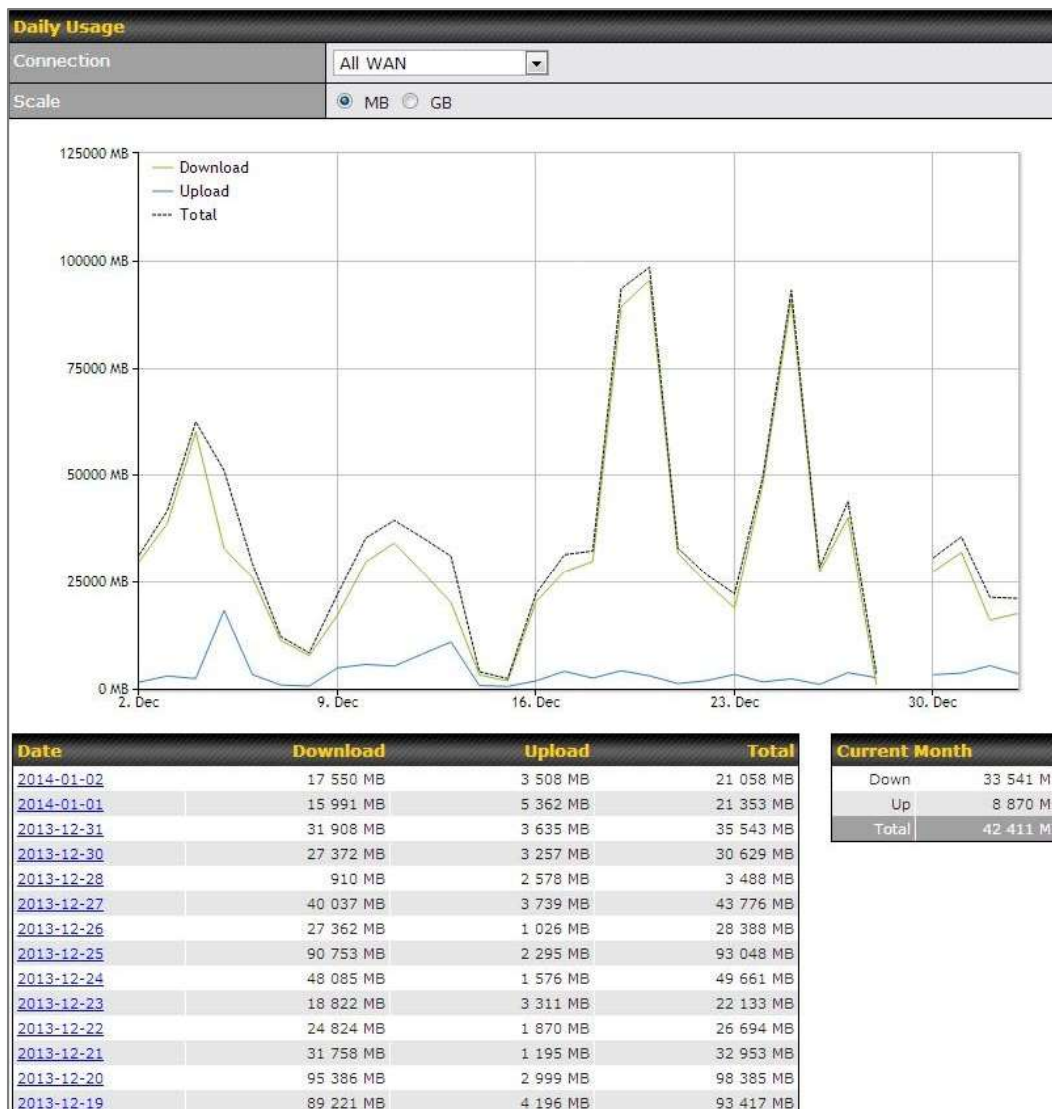 Daily Usage
Connection All WAN
Scale MB GB
125000 MB
Download
Upload
Total
100000 MB
75000 MB
50000 MB
25000 MB
0 MB
2. Dec 9. Dec 16. Dec 23. Dec 30. Dec
Date Download Upload Total
2014-01-02 17 550 MB 3 508 MB 21 058 MB
2014-01-01 15 991 MB 5 362 MB 21 353 MB
2013-12-31 31 908 MB 3 635 MB 35 543 MB
2013-12-30 27 372 MB 3 257 MB 30 629 MB
2013-12-28 910 MB 2 578 MB 3 488 MB
2013-12-27 40 037 MB 3 739 MB 43 776 MB
2013-12-26 27 362 MB 1 026 MB 28 388 MB
2013-12-25 90 753 MB 2 295 MB 93 048 MB
2013-12-24 48 085 MB 1 576 MB 49 661 MB
2013-12-23 18 822 MB 3 311 MB 22 133 MB
2013-12-22 24 824 MB 1 870 MB 26 694 MB
2013-12-21 31 758 MB 1 195 MB 32 953 MB
2013-12-20 95 386 MB 2 999 MB 98 385 MB
2013-12-19 89 221 MB 4 196 MB 93 417 MB
Current Month
Down 33 541 M
Up 8 870 M
Total 42 411 M